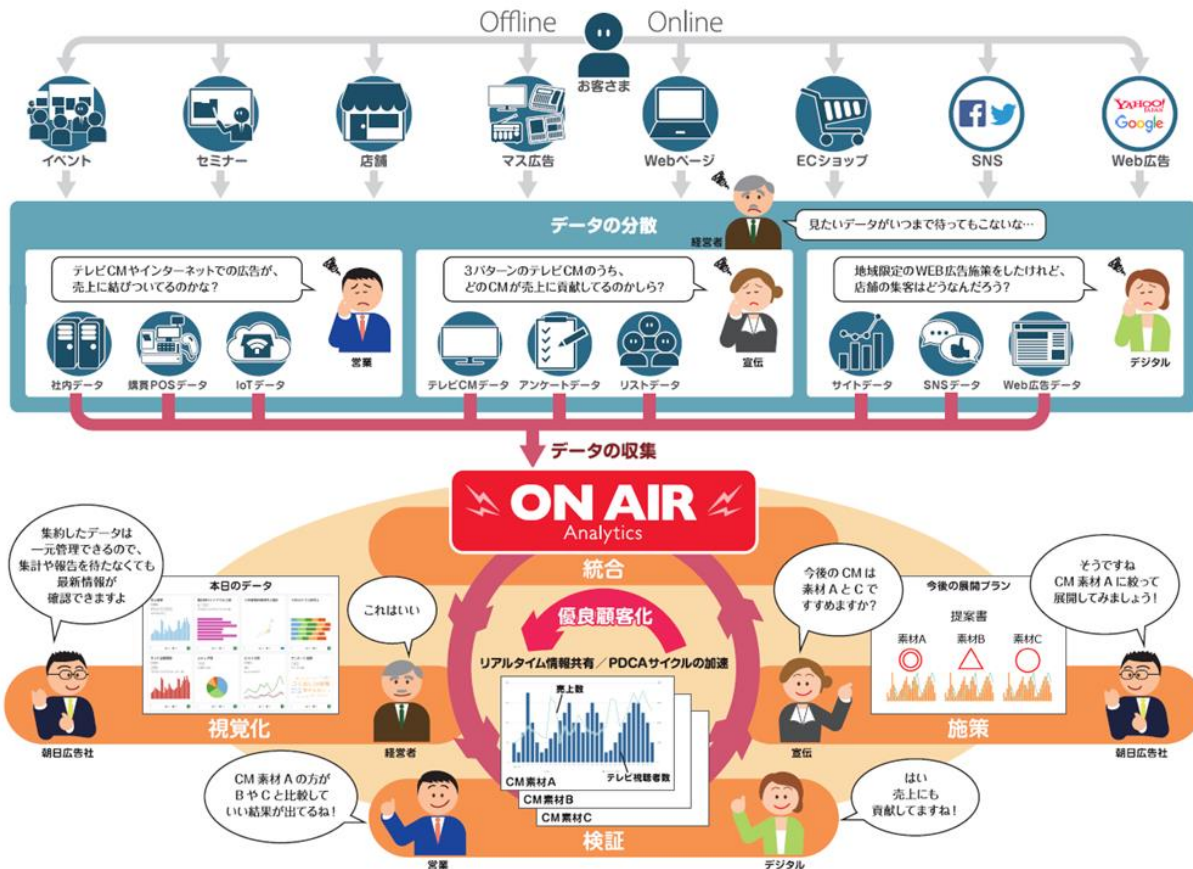 Offline
Online
お客さま
イベント
セミナー
店舗
マス広告
Webページ
ECショップ
SNS
YAHOO!
JAPAN
Google
Web広告
データの分散
経営者
見たいデータがいつまで待ってもこないな…
テレビCMやインターネットでの広告が、
売上に結びついてるのかな?
営業
社内データ
購買POSデータ
IoTデータ
3パターンのテレビCMのうち、
どのCMが売上に貢献してるのかしら?
宣伝
テレビCMデータ
アンケートデータ
リストデータ
地域限定のWEB広告施策をしたけれど、
店舗の集客はどうなんだろう?
デジタル
サイトデータ
SNSデータ
Web広告データ
データの収集
ON AIR
Analytics
統合
集約したデータは
一元管理できるので、
集計や報告を待たなくても
最新情報が
確認できますよ
本日のデータ
これはいい
朝日広告社
視覚化
経営者
優良顧客化
リアルタイム情報共有/PDCAサイクルの加速
売上数
テレビ視聴者数
CM素材A
CM素材B
CM素材C
今後のCMは
素材AとCで
すすめますか?
今後の展開プラン
提案書
素材A
素材B
素材C
そうですね
CM素材Aに絞って
展開してみましょう!
宣伝
施策
朝日広告社
CM素材Aの方が
BやCと比較して
いい結果が出てるね!
営業
検証
デジタル
はい
売上にも
貢献してますね!